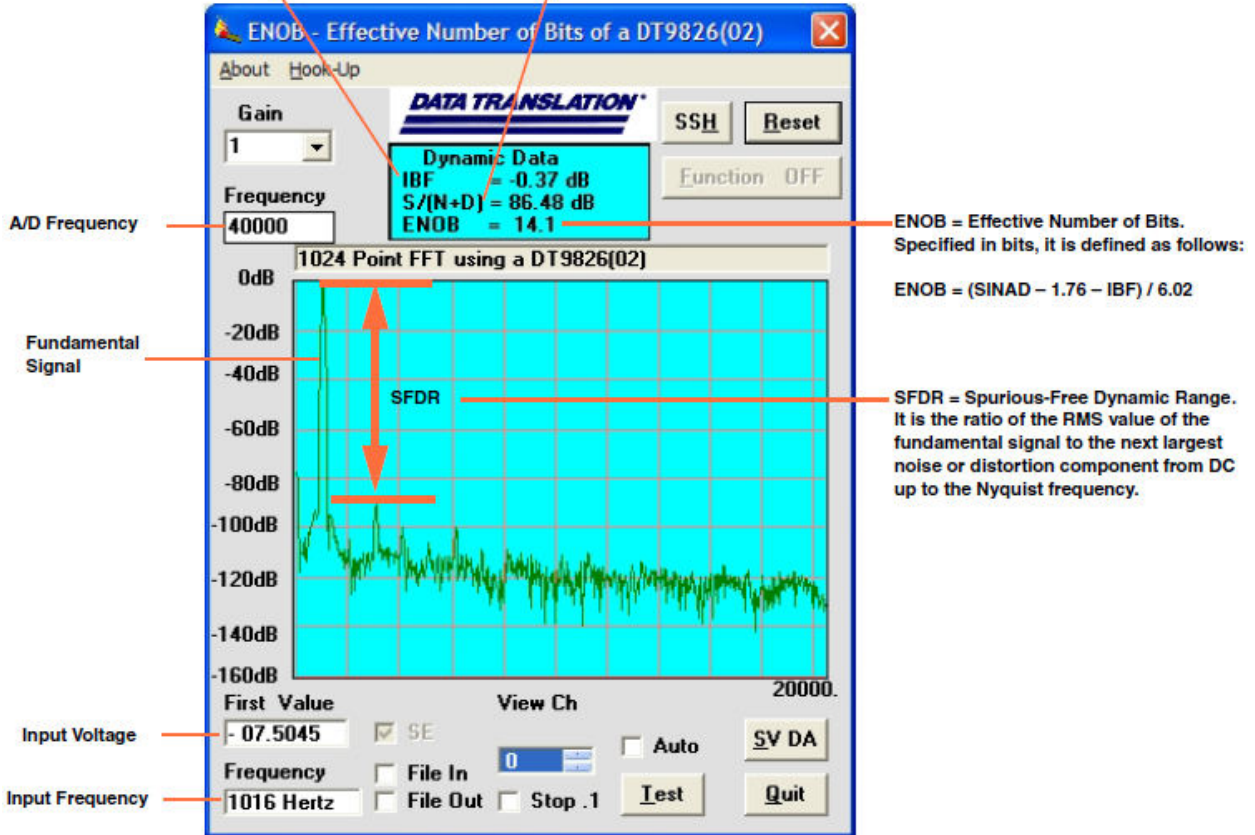 ENOB - Effective Number of Bits of a DT9826(02)
About Hook-Up
Gain
1
DATA TRANSLATION
SSH
Reset
Dynamic Data
IBF = -0.37 dB
S/(N+D) = 86.48 dB
ENOB = 14.1
Function OFF
A/D Frequency
Frequency
40000
ENOB = Effective Number of Bits.
Specified in bits, it is defined as follows:
ENOB = (SINAD – 1.76 – IBF) / 6.02
1024 Point FFT using a DT9826(02)
0dB
-20dB
-40dB
-60dB
-80dB
-100dB
-120dB
-140dB
-160dB
Fundamental
Signal
SFDR
SFDR = Spurious-Free Dynamic Range.
It is the ratio of the RMS value of the
fundamental signal to the next largest
noise or distortion component from DC
up to the Nyquist frequency.
20000.
First Value
View Ch
Input Voltage
- 07.5045
SE
0
Auto
SV DA
Frequency
File In
Input Frequency
1016 Hertz
File Out
Stop .1
Test
Quit